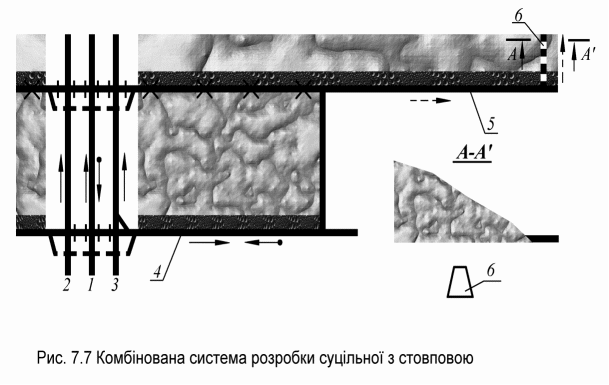 6
A A'
5
A-A'
4
6
2 1 3
Рис. 7.7 Комбінована система розробки суцільної з стовповою